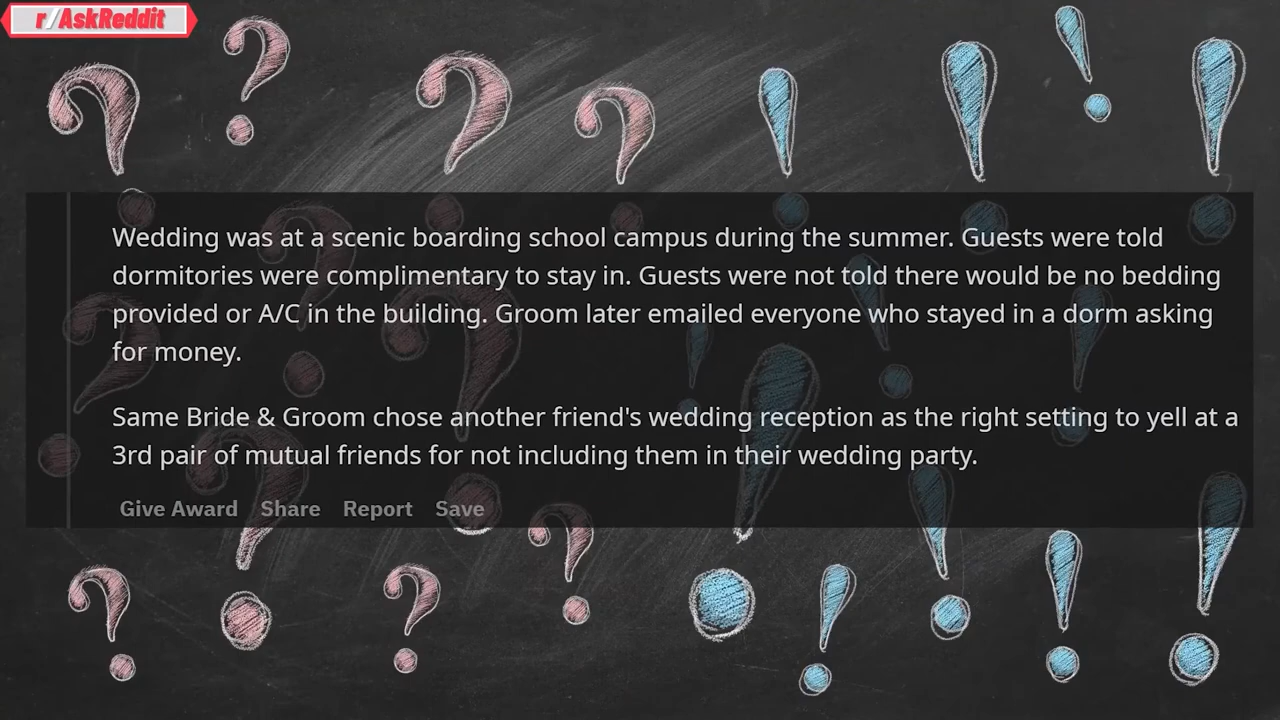 r/AskReddit
Wedding was at a scenic boarding school campus during the summer. Guests were told
dormitories were complimentary to stay in. Guests were not told there would be no bedding
provided or A/C in the building. Groom later emailed everyone who stayed in a dorm asking
for money.
Same Bride & Groom chose another friend's wedding reception as the right setting to yell at a
3rd pair of mutual friends for not including them in their wedding party.
Give Award Share Report Save